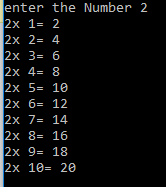 enter the Number 2
2x 1= 2
2x 2= 4
2x 3= 6
2x 4= 8
2x 5= 10
2x 6= 12
2x 7= 14
2x 8= 16
2x 9= 18
2x 10= 20